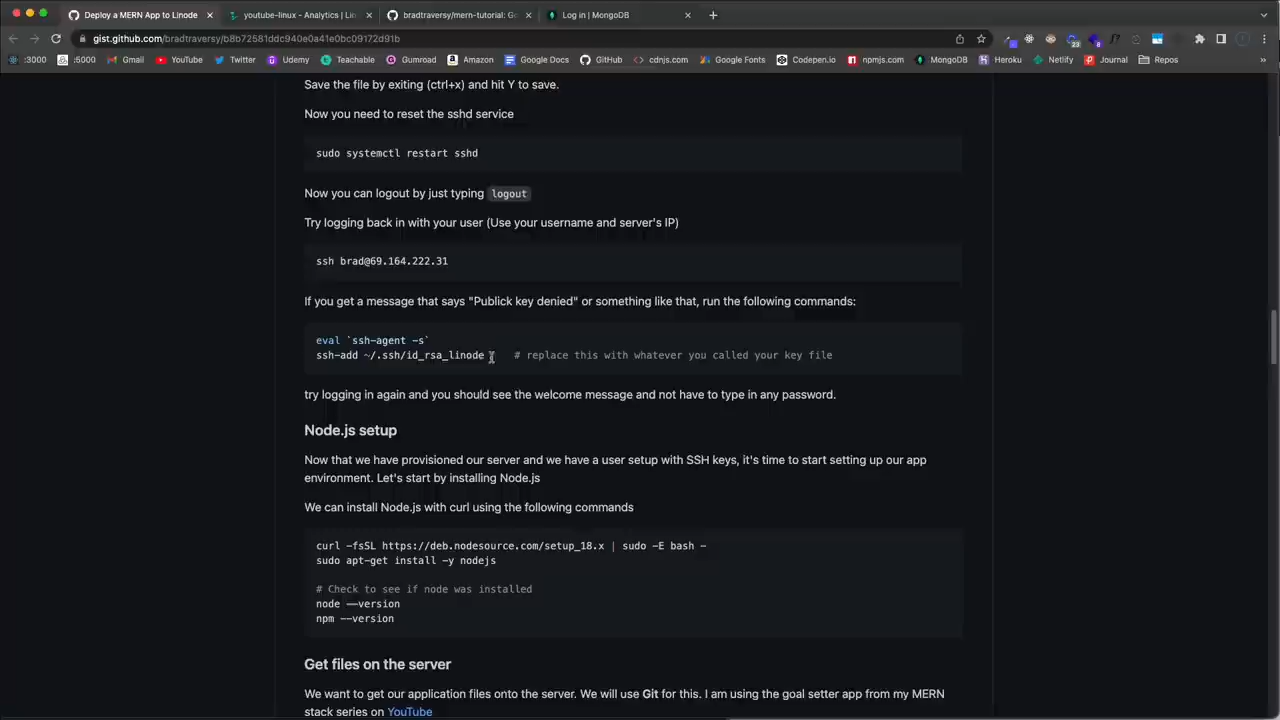 Deploy a MERN App to Linode
youtube-linux - Analytics | Lin
bradtraversy/mern-tutorial: Go
Log in | MongoDB
gist.github.com/bradtraversy/b8b72581ddc940e0a41e0bc09172d91b
:3000
:5000
Gmail
YouTube
Twitter
Udemy
Teachable
Gumroad
Amazon
Google Docs
GitHub
cdnjs.com
Google Fonts
Codepen.io
npmjs.com
MongoDB
Heroku
Netlify
Journal
Repos
Save the file by exiting (ctrl+x) and hit Y to save.
Now you need to reset the sshd service
sudo systemctl restart sshd
Now you can logout by just typing logout
Try logging back in with your user (Use your username and server's IP)
ssh brad@69.164.222.31
If you get a message that says "Publick key denied" or something like that, run the following commands:
eval `ssh-agent -s`
ssh-add ~/.ssh/id_rsa_linode # replace this with whatever you called your key file
try logging in again and you should see the welcome message and not have to type in any password.
Node.js setup
Now that we have provisioned our server and we have a user setup with SSH keys, it's time to start setting up our app
environment. Let's start by installing Node.js
We can install Node.js with curl using the following commands
curl -fsSL https://deb.nodesource.com/setup_18.x | sudo -E bash -
sudo apt-get install -y nodejs
# Check to see if node was installed
node --version
npm --version
Get files on the server
We want to get our application files onto the server. We will use Git for this. I am using the goal setter app from my MERN
stack series on YouTube